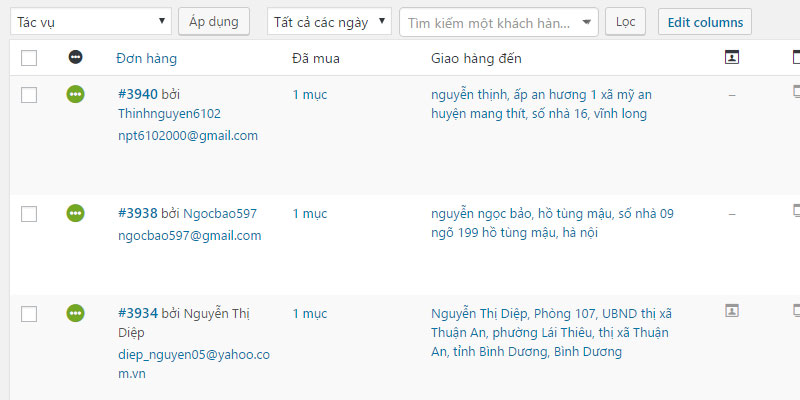 Tác vụ Áp dụng Tất cả các ngày Tìm kiếm một khách hàn... Lọc Edit columns
Đơn hàng Đã mua Giao hàng đến
#3940 bởi 1 mục nguyễn thịnh, ấp an hương 1 xã mỹ an –
Thinhnguyen6102 huyện mang thít, số nhà 16, vĩnh long
npt6102000@gmail.com
#3938 bởi Ngocbao597 1 mục nguyễn ngọc bảo, hồ tùng mậu, số nhà 09 –
ngocbao597@gmail.com ngõ 199 hồ tùng mậu, hà nội
#3934 bởi Nguyễn Thị 1 mục Nguyễn Thị Diệp, Phòng 107, UBND thị xã
Diệp Thuận An, phường Lái Thiêu, thị xã Thuận
diep_nguyen05@yahoo.co An, tỉnh Bình Dương, Bình Dương
m.vn